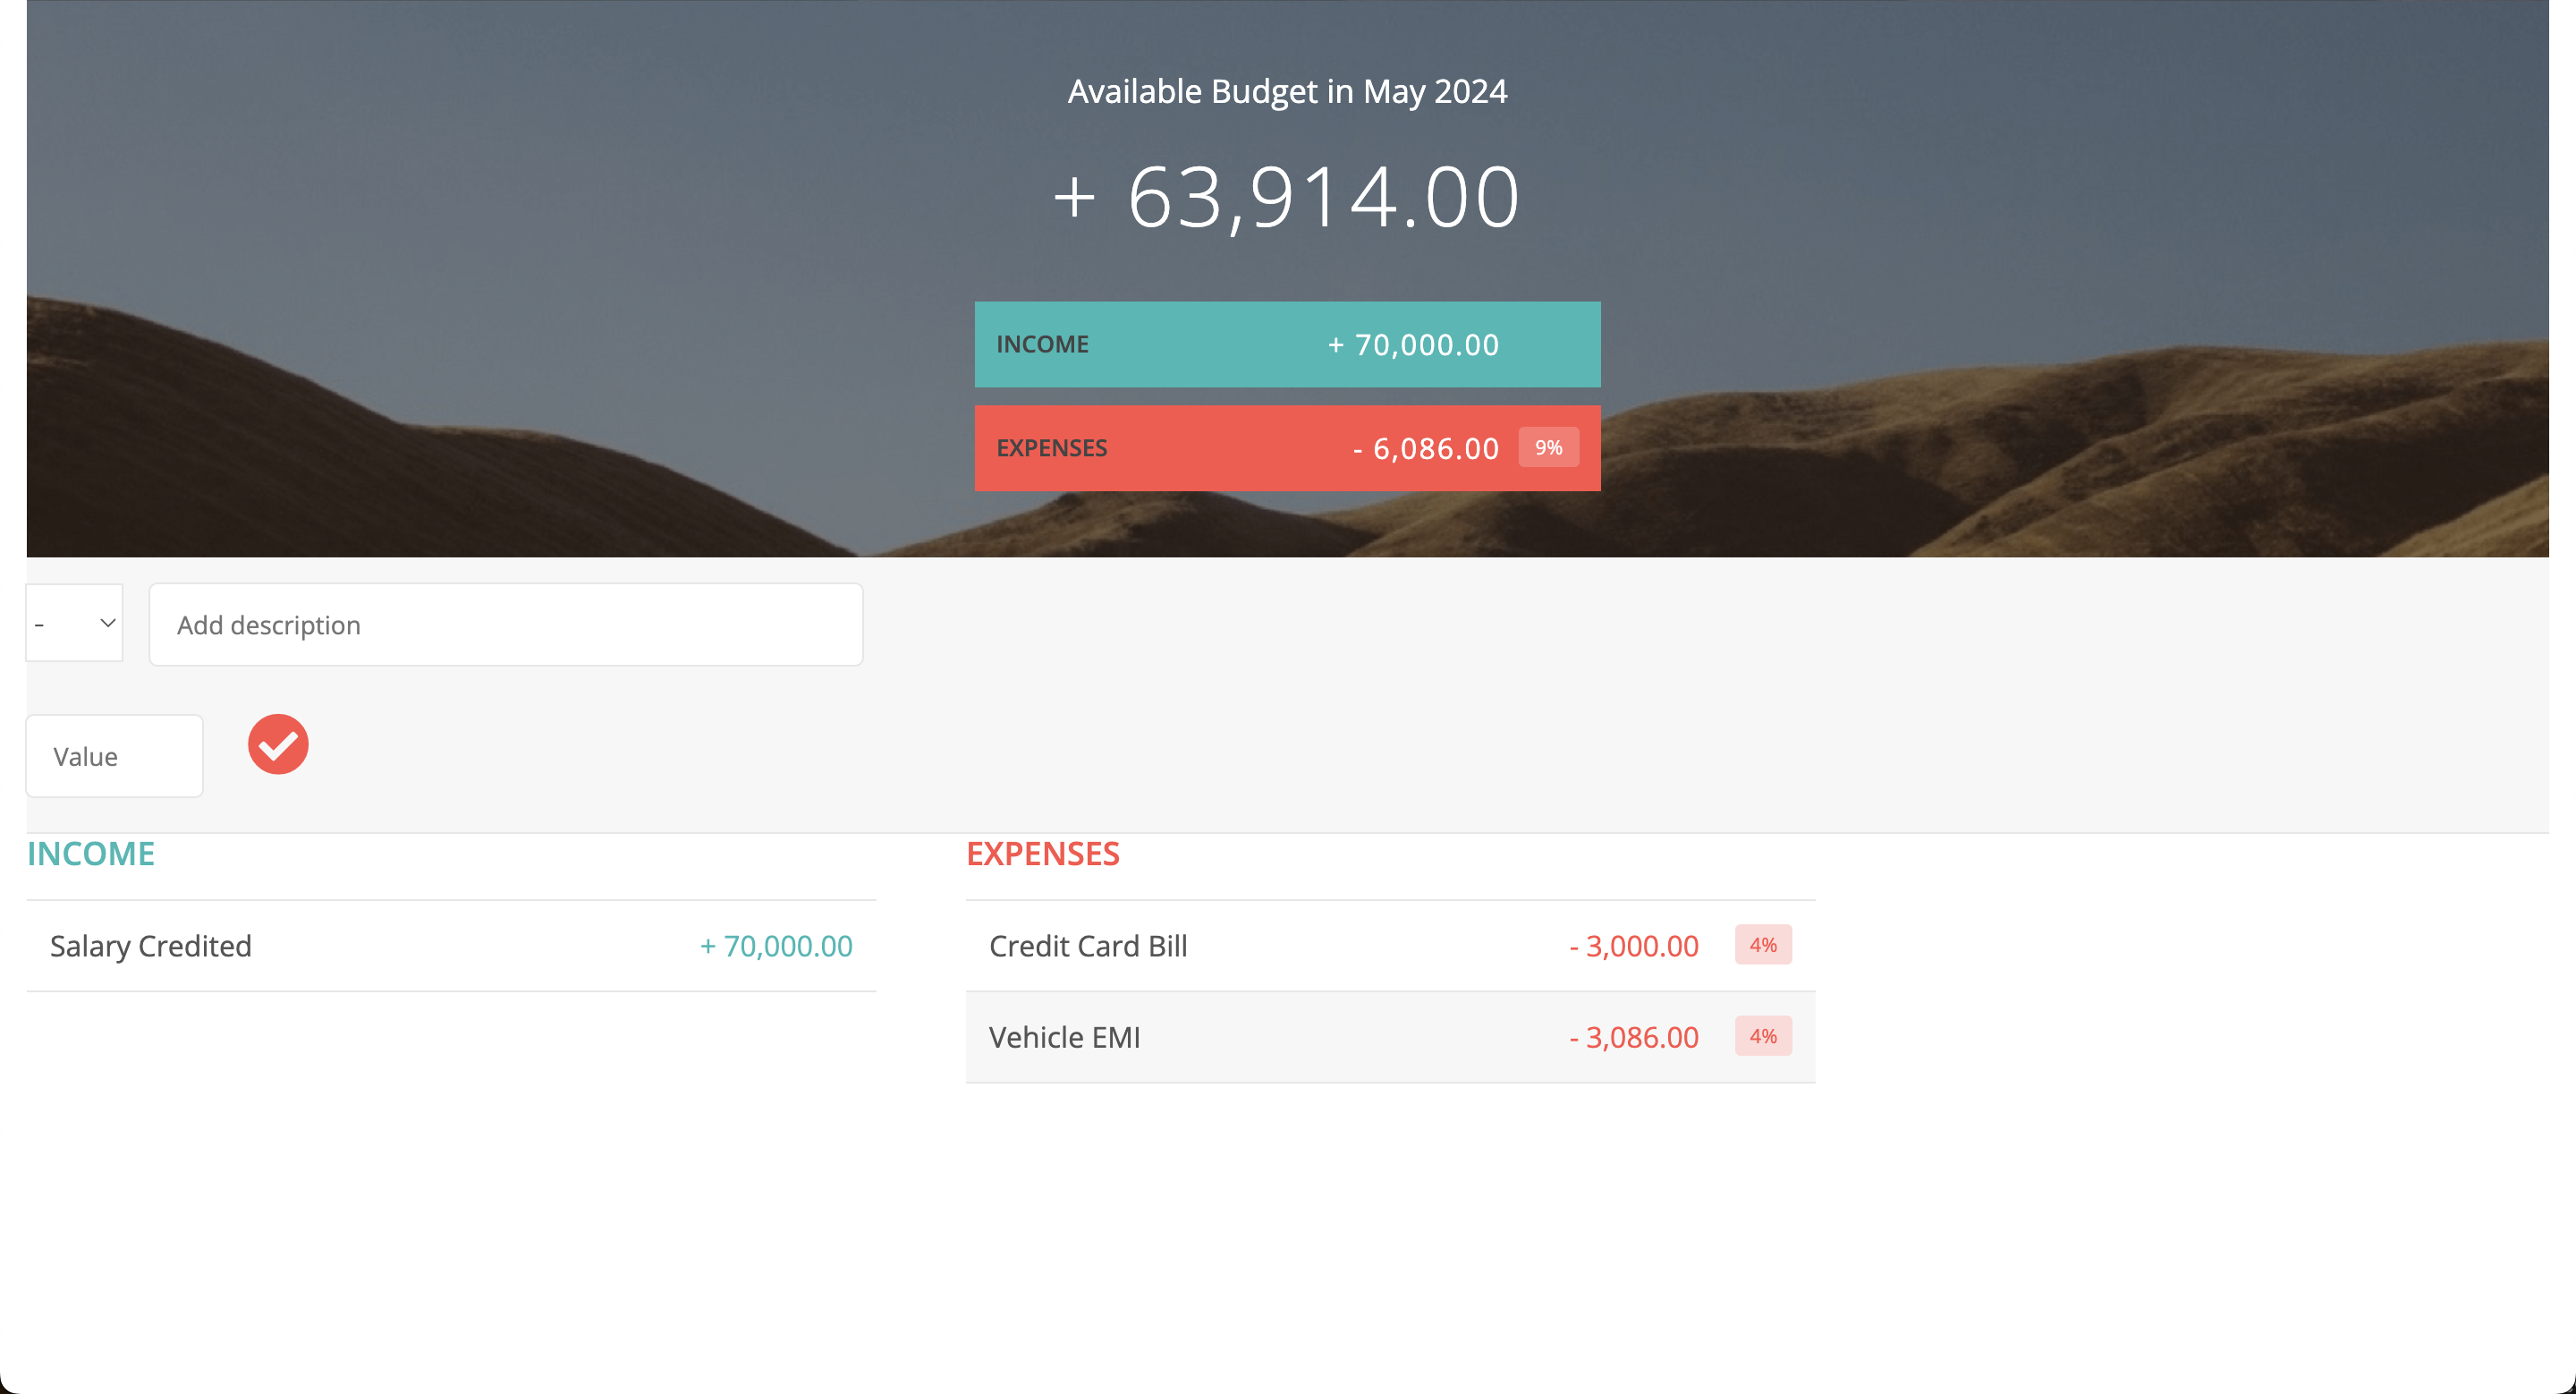 Available Budget in May 2024
+ 63,914.00
INCOME + 70,000.00
EXPENSES - 6,086.00 9%
- Add description
Value
INCOME
Salary Credited + 70,000.00
EXPENSES
Credit Card Bill - 3,000.00 4%
Vehicle EMI - 3,086.00 4%